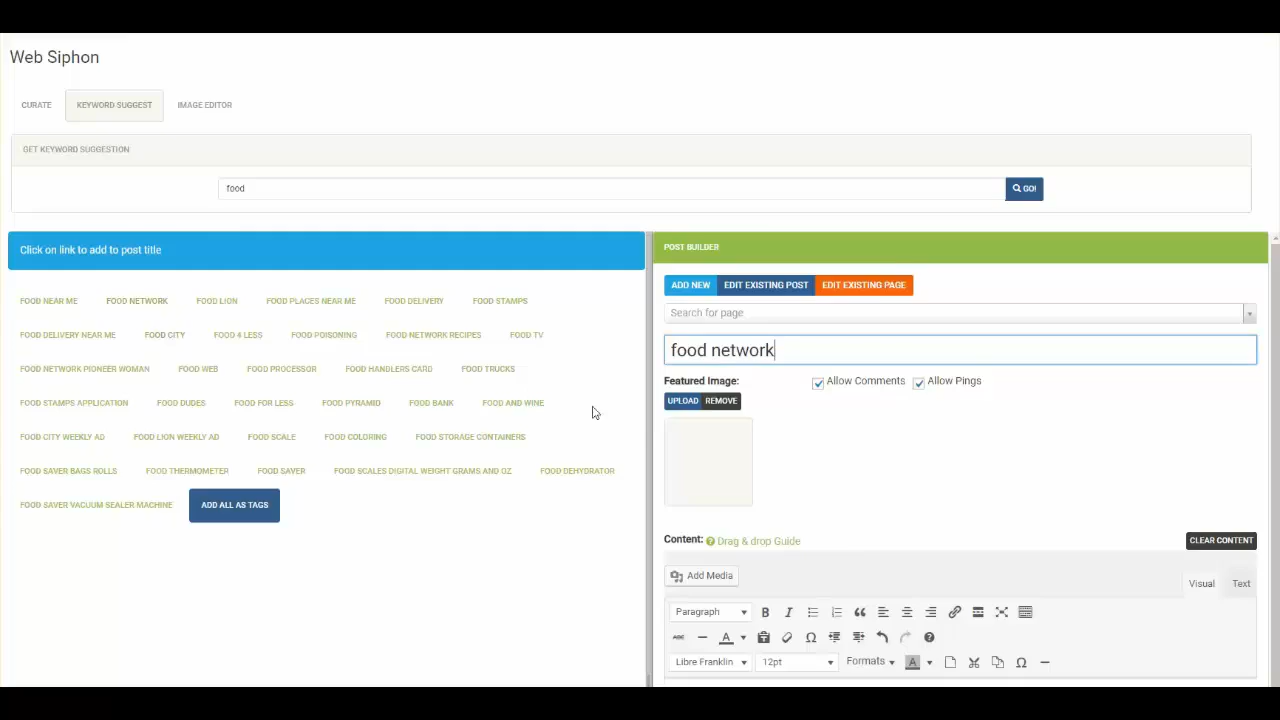 Web Siphon
CURATE KEYWORD SUGGEST IMAGE EDITOR
GET KEYWORD SUGGESTION
food GO!
Click on link to add to post title
FOOD NEAR ME FOOD NETWORK FOOD LION FOOD PLACES NEAR ME FOOD DELIVERY FOOD STAMPS
FOOD DELIVERY NEAR ME FOOD CITY FOOD 4 LESS FOOD POISONING FOOD NETWORK RECIPES FOOD TV
FOOD NETWORK PIONEER WOMAN FOOD WEB FOOD PROCESSOR FOOD HANDLERS CARD FOOD TRUCKS
FOOD STAMPS APPLICATION FOOD DUDES FOOD FOR LESS FOOD PYRAMID FOOD BANK FOOD AND WINE
FOOD CITY WEEKLY AD FOOD LION WEEKLY AD FOOD SCALE FOOD COLORING FOOD STORAGE CONTAINERS
FOOD SAVER BAGS ROLLS FOOD THERMOMETER FOOD SAVER FOOD SCALES DIGITAL WEIGHT GRAMS AND OZ FOOD DEHYDRATOR
FOOD SAVER VACUUM SEALER MACHINE ADD ALL AS TAGS
POST BUILDER
ADD NEW EDIT EXISTING POST EDIT EXISTING PAGE
Search for page
food network
Featured Image: Allow Comments Allow Pings
UPLOAD REMOVE
Content: Drag & drop Guide CLEAR CONTENT
Add Media Visual Text
Paragraph B I
ABC A
Libre Franklin 12pt Formats A